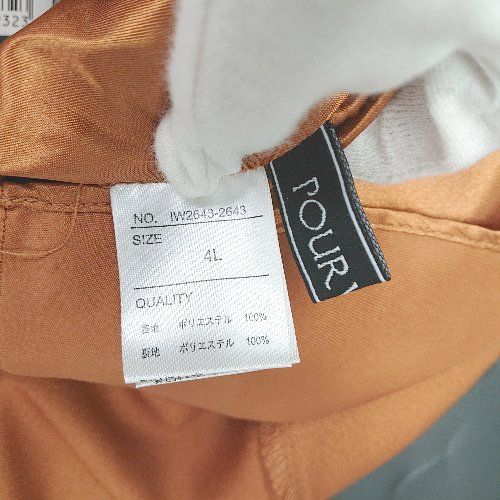 9323
NO. IW2643-2643
SIZE
4L
QUALITY
表地 ポリエステル 100%
裏地 ポリエステル 100%
POUR